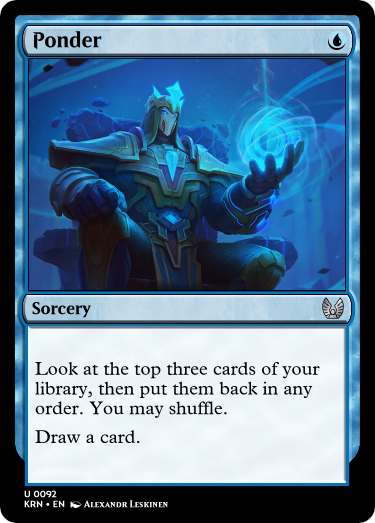 Ponder
Sorcery
Look at the top three cards of your
library, then put them back in any
order. You may shuffle.
Draw a card.
U 0092
KRN • EN Alexandr Leskinen